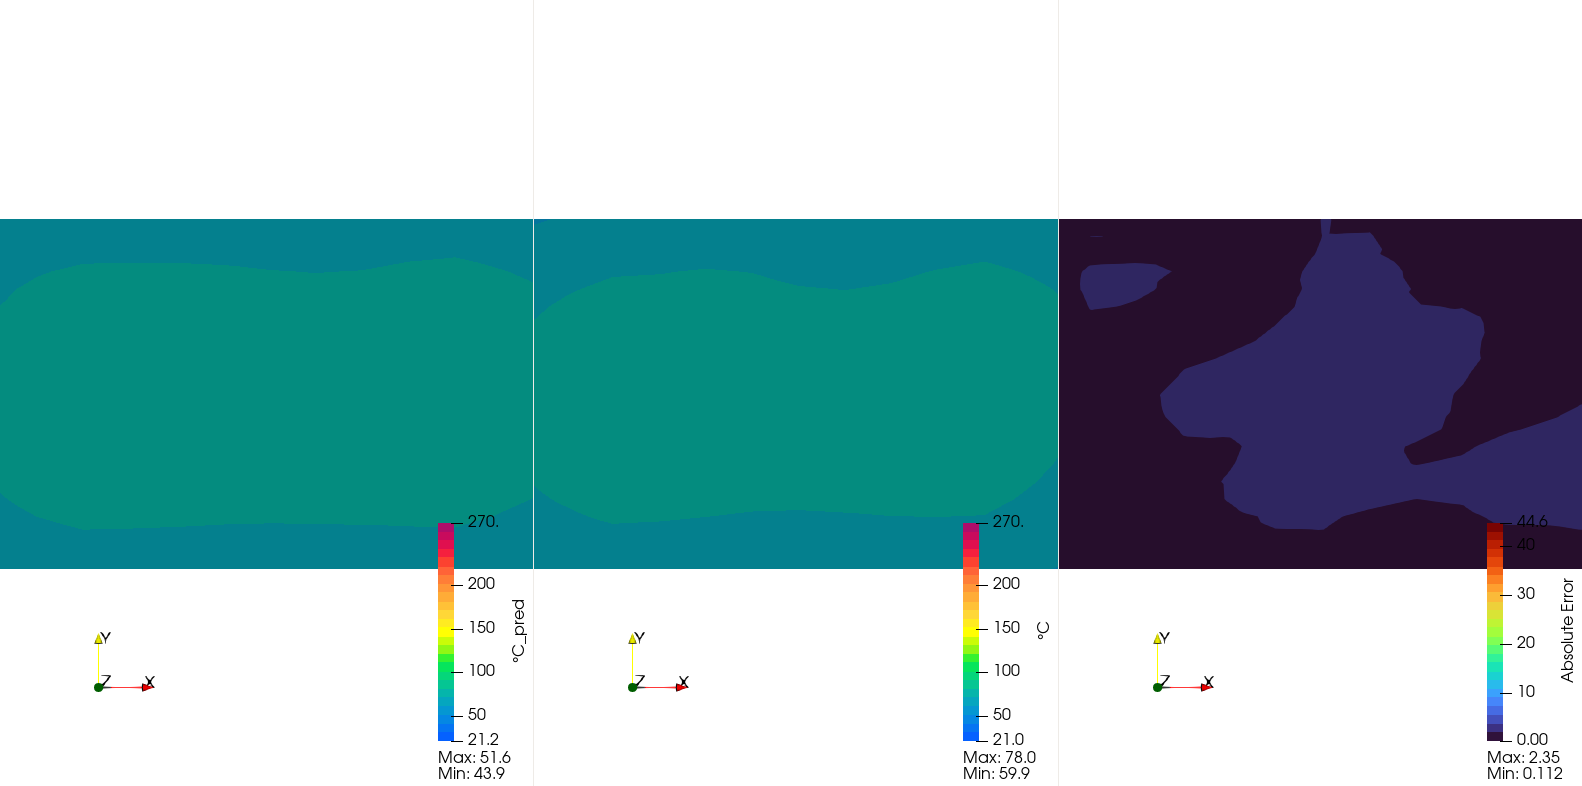 270.
200
150
100
50
21.2
°C_pred
Max: 51.6
Min: 43.9
Y
Z
X
270.
200
150
100
50
21.0
°C
Max: 78.0
Min: 59.9
Y
Z
X
44.6
40
30
20
10
0.00
Absolute Error
Max: 2.35
Min: 0.112
Y
Z
X